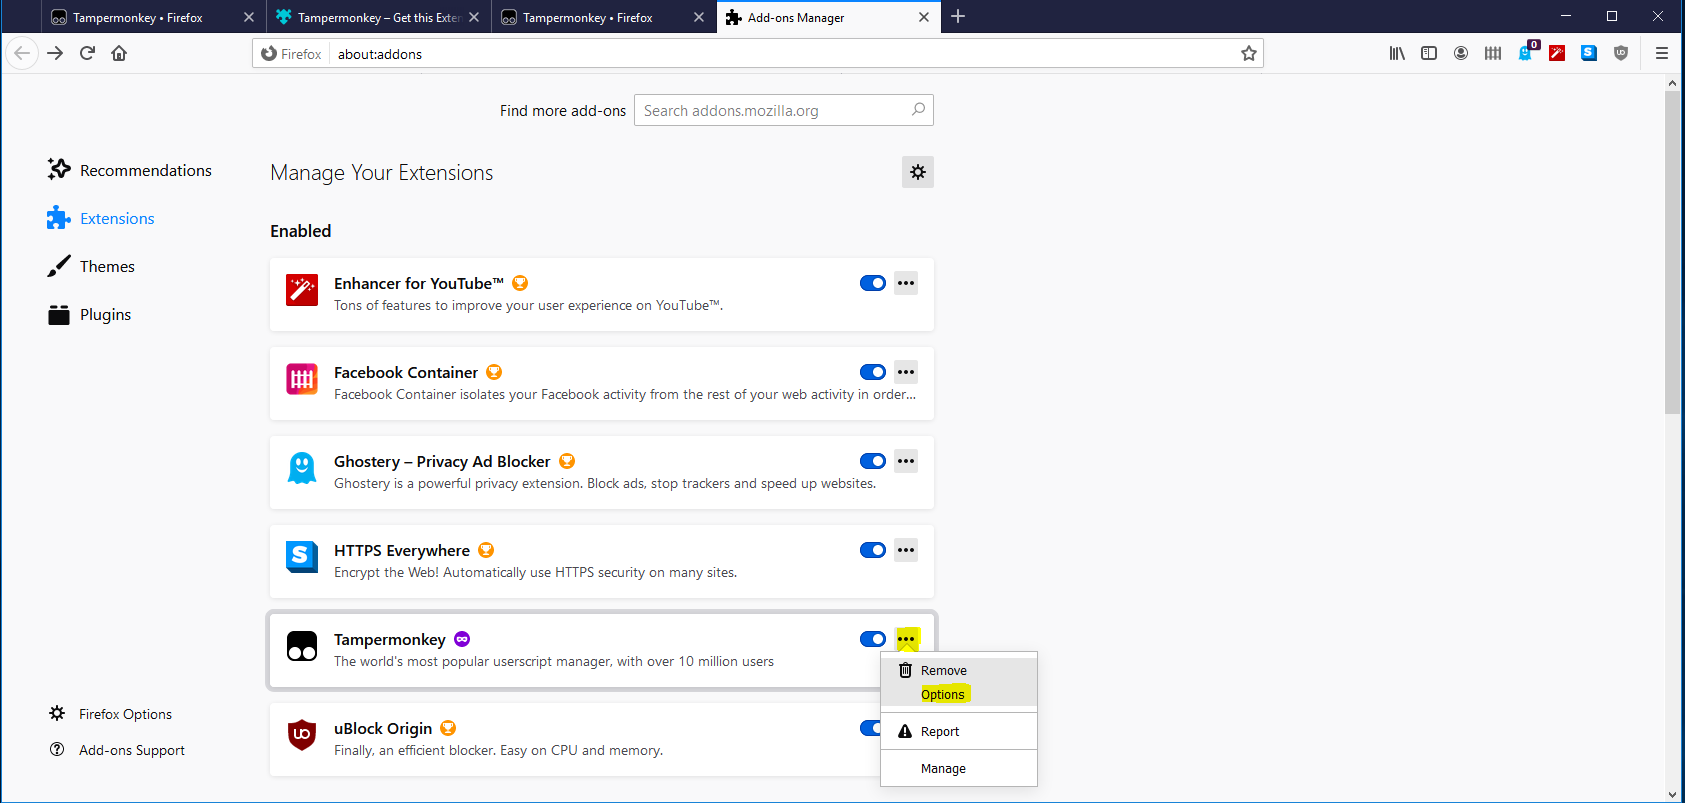 Tampermonkey • Firefox
Tampermonkey – Get this Exten
Tampermonkey • Firefox
Add-ons Manager
Firefox
about:addons
0
Find more add-ons
Search addons.mozilla.org
Recommendations
Extensions
Themes
Plugins
Manage Your Extensions
Enabled
Enhancer for YouTube™
Tons of features to improve your user experience on YouTube™.
Facebook Container
Facebook Container isolates your Facebook activity from the rest of your web activity in order...
Ghostery – Privacy Ad Blocker
Ghostery is a powerful privacy extension. Block ads, stop trackers and speed up websites.
S
HTTPS Everywhere
Encrypt the Web! Automatically use HTTPS security on many sites.
Tampermonkey
The world's most popular userscript manager, with over 10 million users
Remove
Options
Report
Manage
uBlock Origin
Finally, an efficient blocker. Easy on CPU and memory.
Firefox Options
Add-ons Support